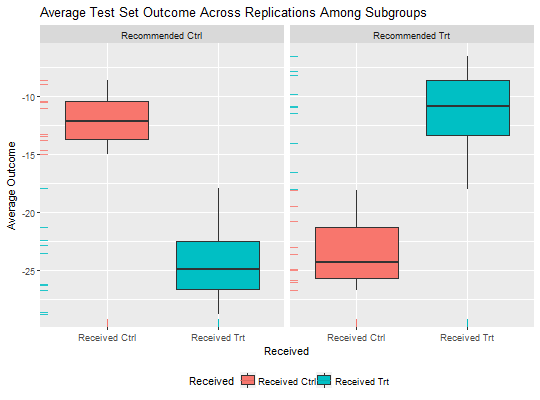 Average Test Set Outcome Across Replications Among Subgroups
Recommended Ctrl
Recommended Trt
-10
-15
-20
-25
Average Outcome
Received Ctrl
Received Trt
Received Ctrl
Received Trt
Received
Received
Received Ctrl
Received Trt